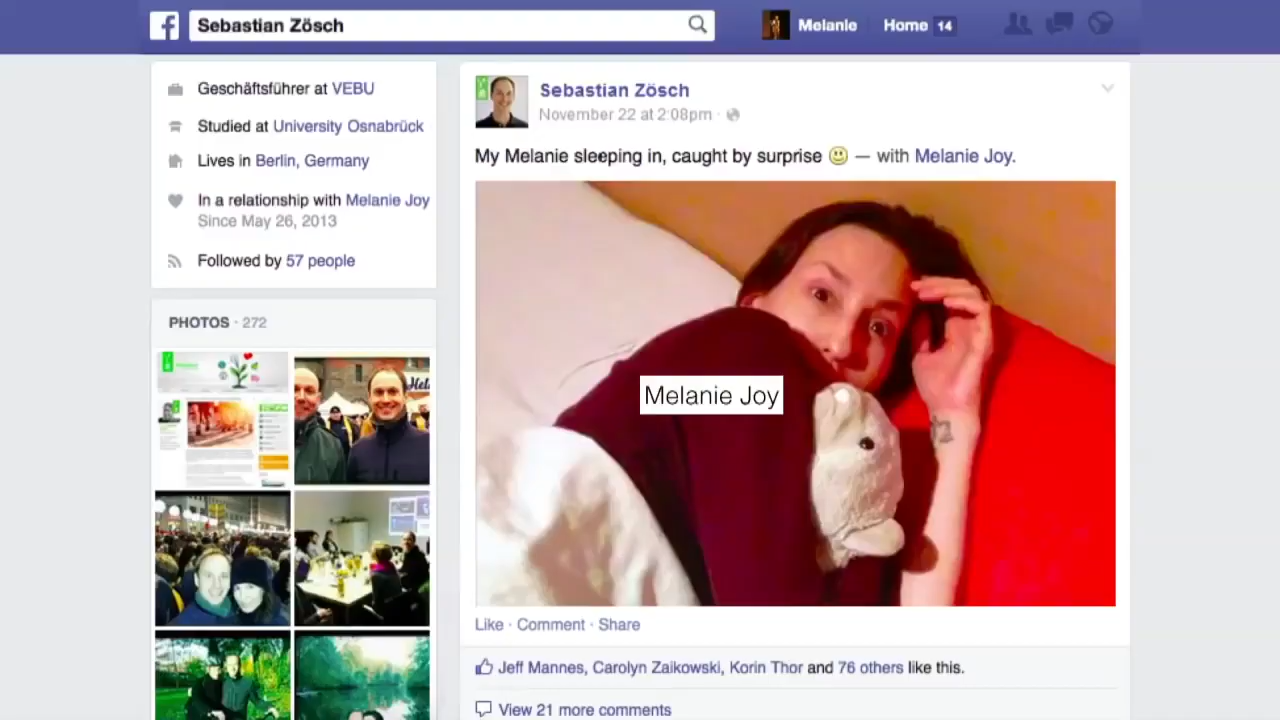 Sebastian Zösch
Melanie
Home 14
Geschäftsführer at VEBU
Studied at University Osnabrück
Lives in Berlin, Germany
In a relationship with Melanie Joy
Since May 26, 2013
Followed by 57 people
PHOTOS · 272
Sebastian Zösch
November 22 at 2:08pm ·
My Melanie sleeping in, caught by surprise 🙂 — with Melanie Joy.
Melanie Joy
Like · Comment · Share
Jeff Mannes, Carolyn Zaikowski, Korin Thor and 76 others like this.
View 21 more comments